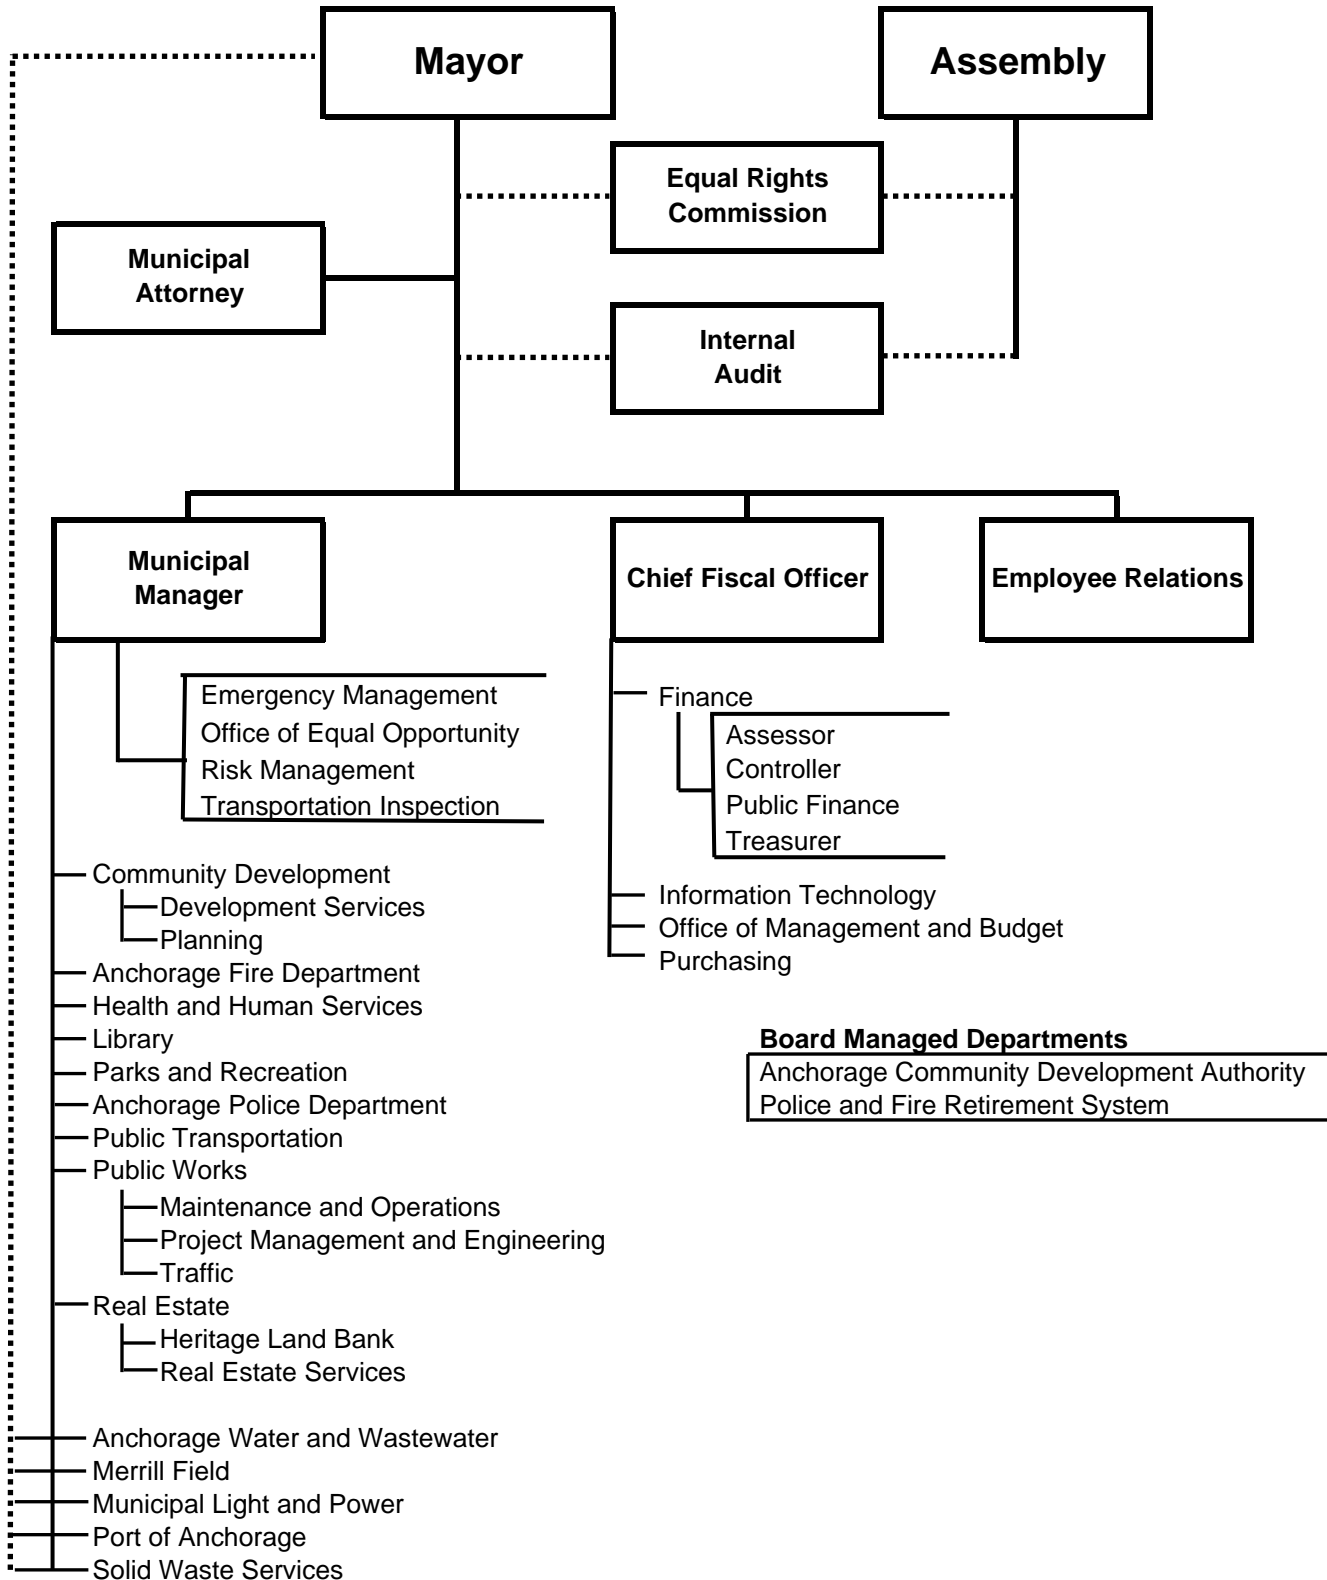 Mayor
Assembly
Equal Rights
Commission
Municipal
Attorney
Internal
Audit
Municipal
Manager
Chief Fiscal Officer
Employee Relations
Emergency Management
Office of Equal Opportunity
Risk Management
Transportation Inspection
Community Development
Development Services
Planning
Anchorage Fire Department
Health and Human Services
Library
Parks and Recreation
Anchorage Police Department
Public Transportation
Public Works
Maintenance and Operations
Project Management and Engineering
Traffic
Real Estate
Heritage Land Bank
Real Estate Services
Anchorage Water and Wastewater
Merrill Field
Municipal Light and Power
Port of Anchorage
Solid Waste Services
Finance
Assessor
Controller
Public Finance
Treasurer
Information Technology
Office of Management and Budget
Purchasing
Board Managed Departments
Anchorage Community Development Authority
Police and Fire Retirement System